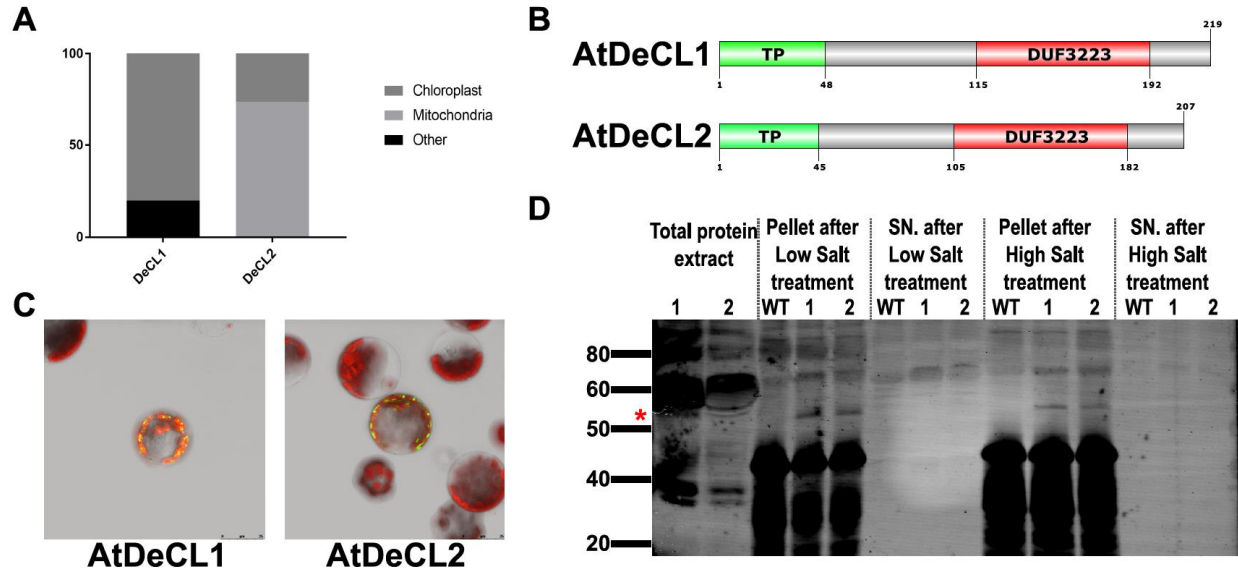 A
100
50
0
DeCL1
DeCL2
Chloroplast
Mitochondria
Other
B
AtDeCL1
TP
DUF3223
219
1
48
115
192
AtDeCL2
TP
DUF3223
207
1
45
105
182
C
AtDeCL1
AtDeCL2
D
Total protein extract
Pellet after Low Salt treatment
SN. after Low Salt treatment
Pellet after High Salt treatment
SN. after High Salt treatment
1 2 WT 1 2 WT 1 2 WT 1 2 WT 1 2
80
60
*
50
40
20